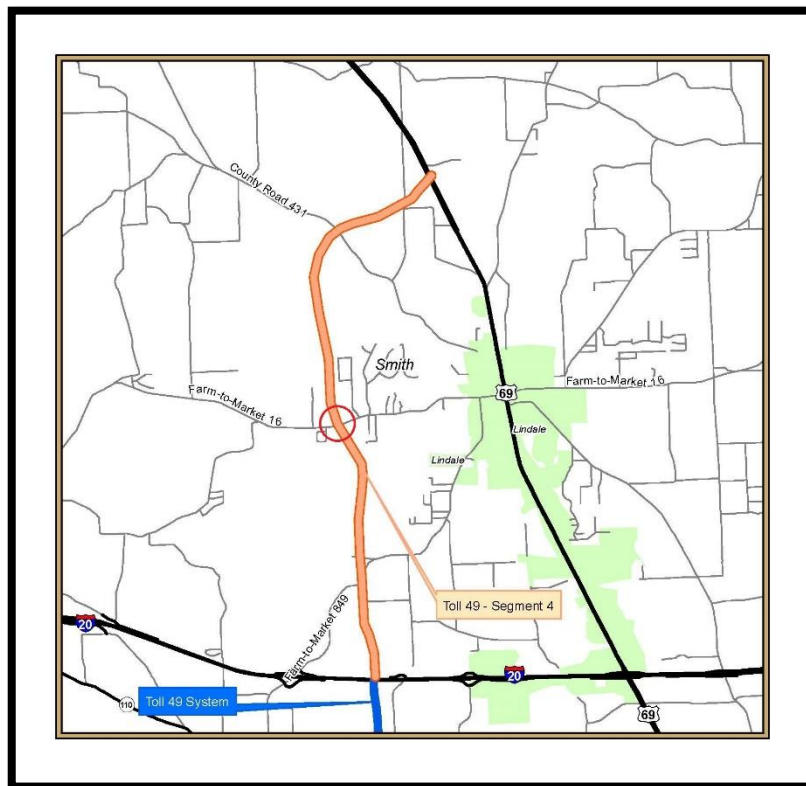 County Road 431
Smith
Farm-to-Market 16
69
Farm-to-Market 16
Lindale
Lindale
Toll 49 - Segment 4
Farm-to-Market 849
20
20
110
Toll 49 System
69